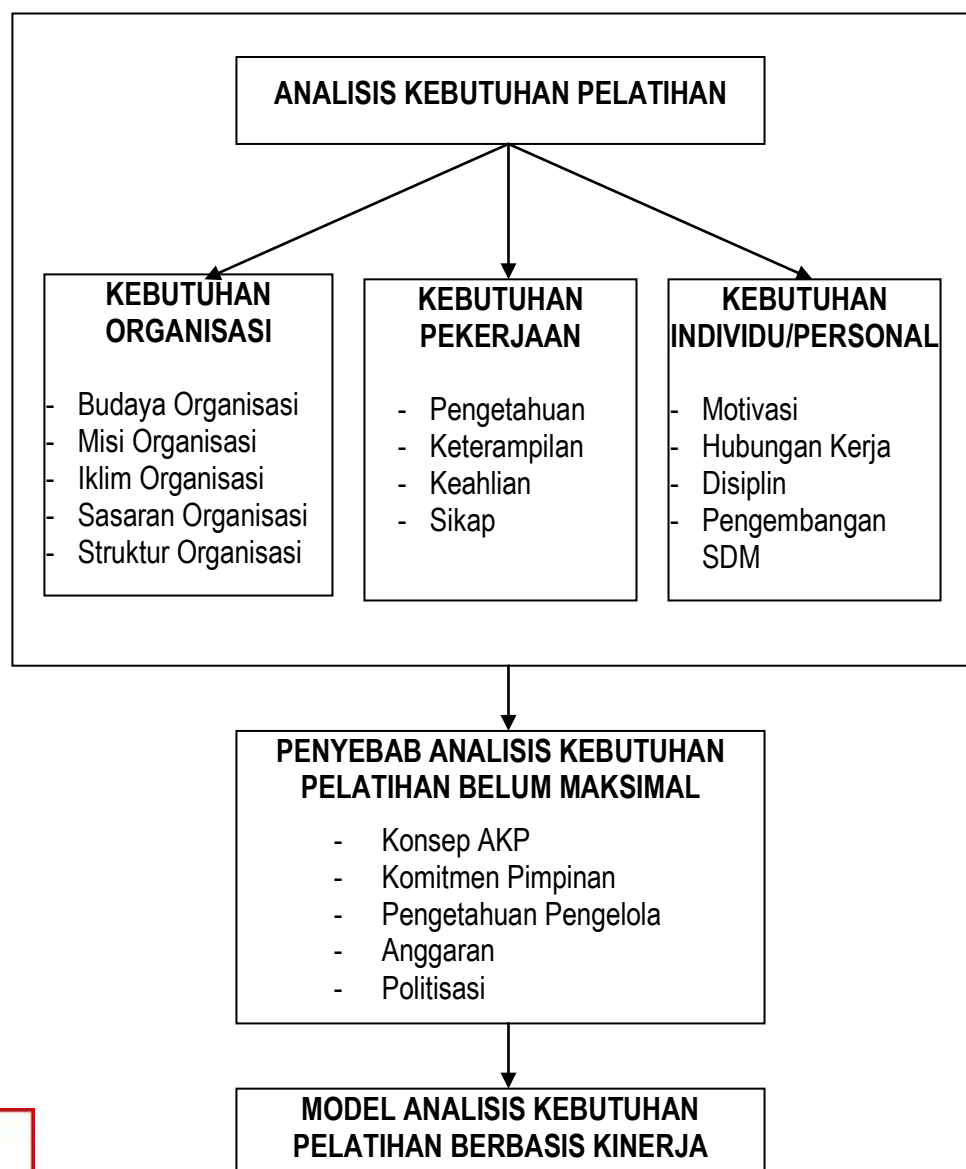 ANALISIS KEBUTUHAN PELATIHAN
KEBUTUHAN
ORGANISASI
- Budaya Organisasi
- Misi Organisasi
- Iklim Organisasi
- Sasaran Organisasi
- Struktur Organisasi
KEBUTUHAN
PEKERJAAN
- Pengetahuan
- Keterampilan
- Keahlian
- Sikap
KEBUTUHAN
INDIVIDU/PERSONAL
- Motivasi
- Hubungan Kerja
- Disiplin
- Pengembangan
SDM
PENYEBAB ANALISIS KEBUTUHAN
PELATIHAN BELUM MAKSIMAL
- Konsep AKP
- Komitmen Pimpinan
- Pengetahuan Pengelola
- Anggaran
- Politisasi
MODEL ANALISIS KEBUTUHAN
PELATIHAN BERBASIS KINERJA